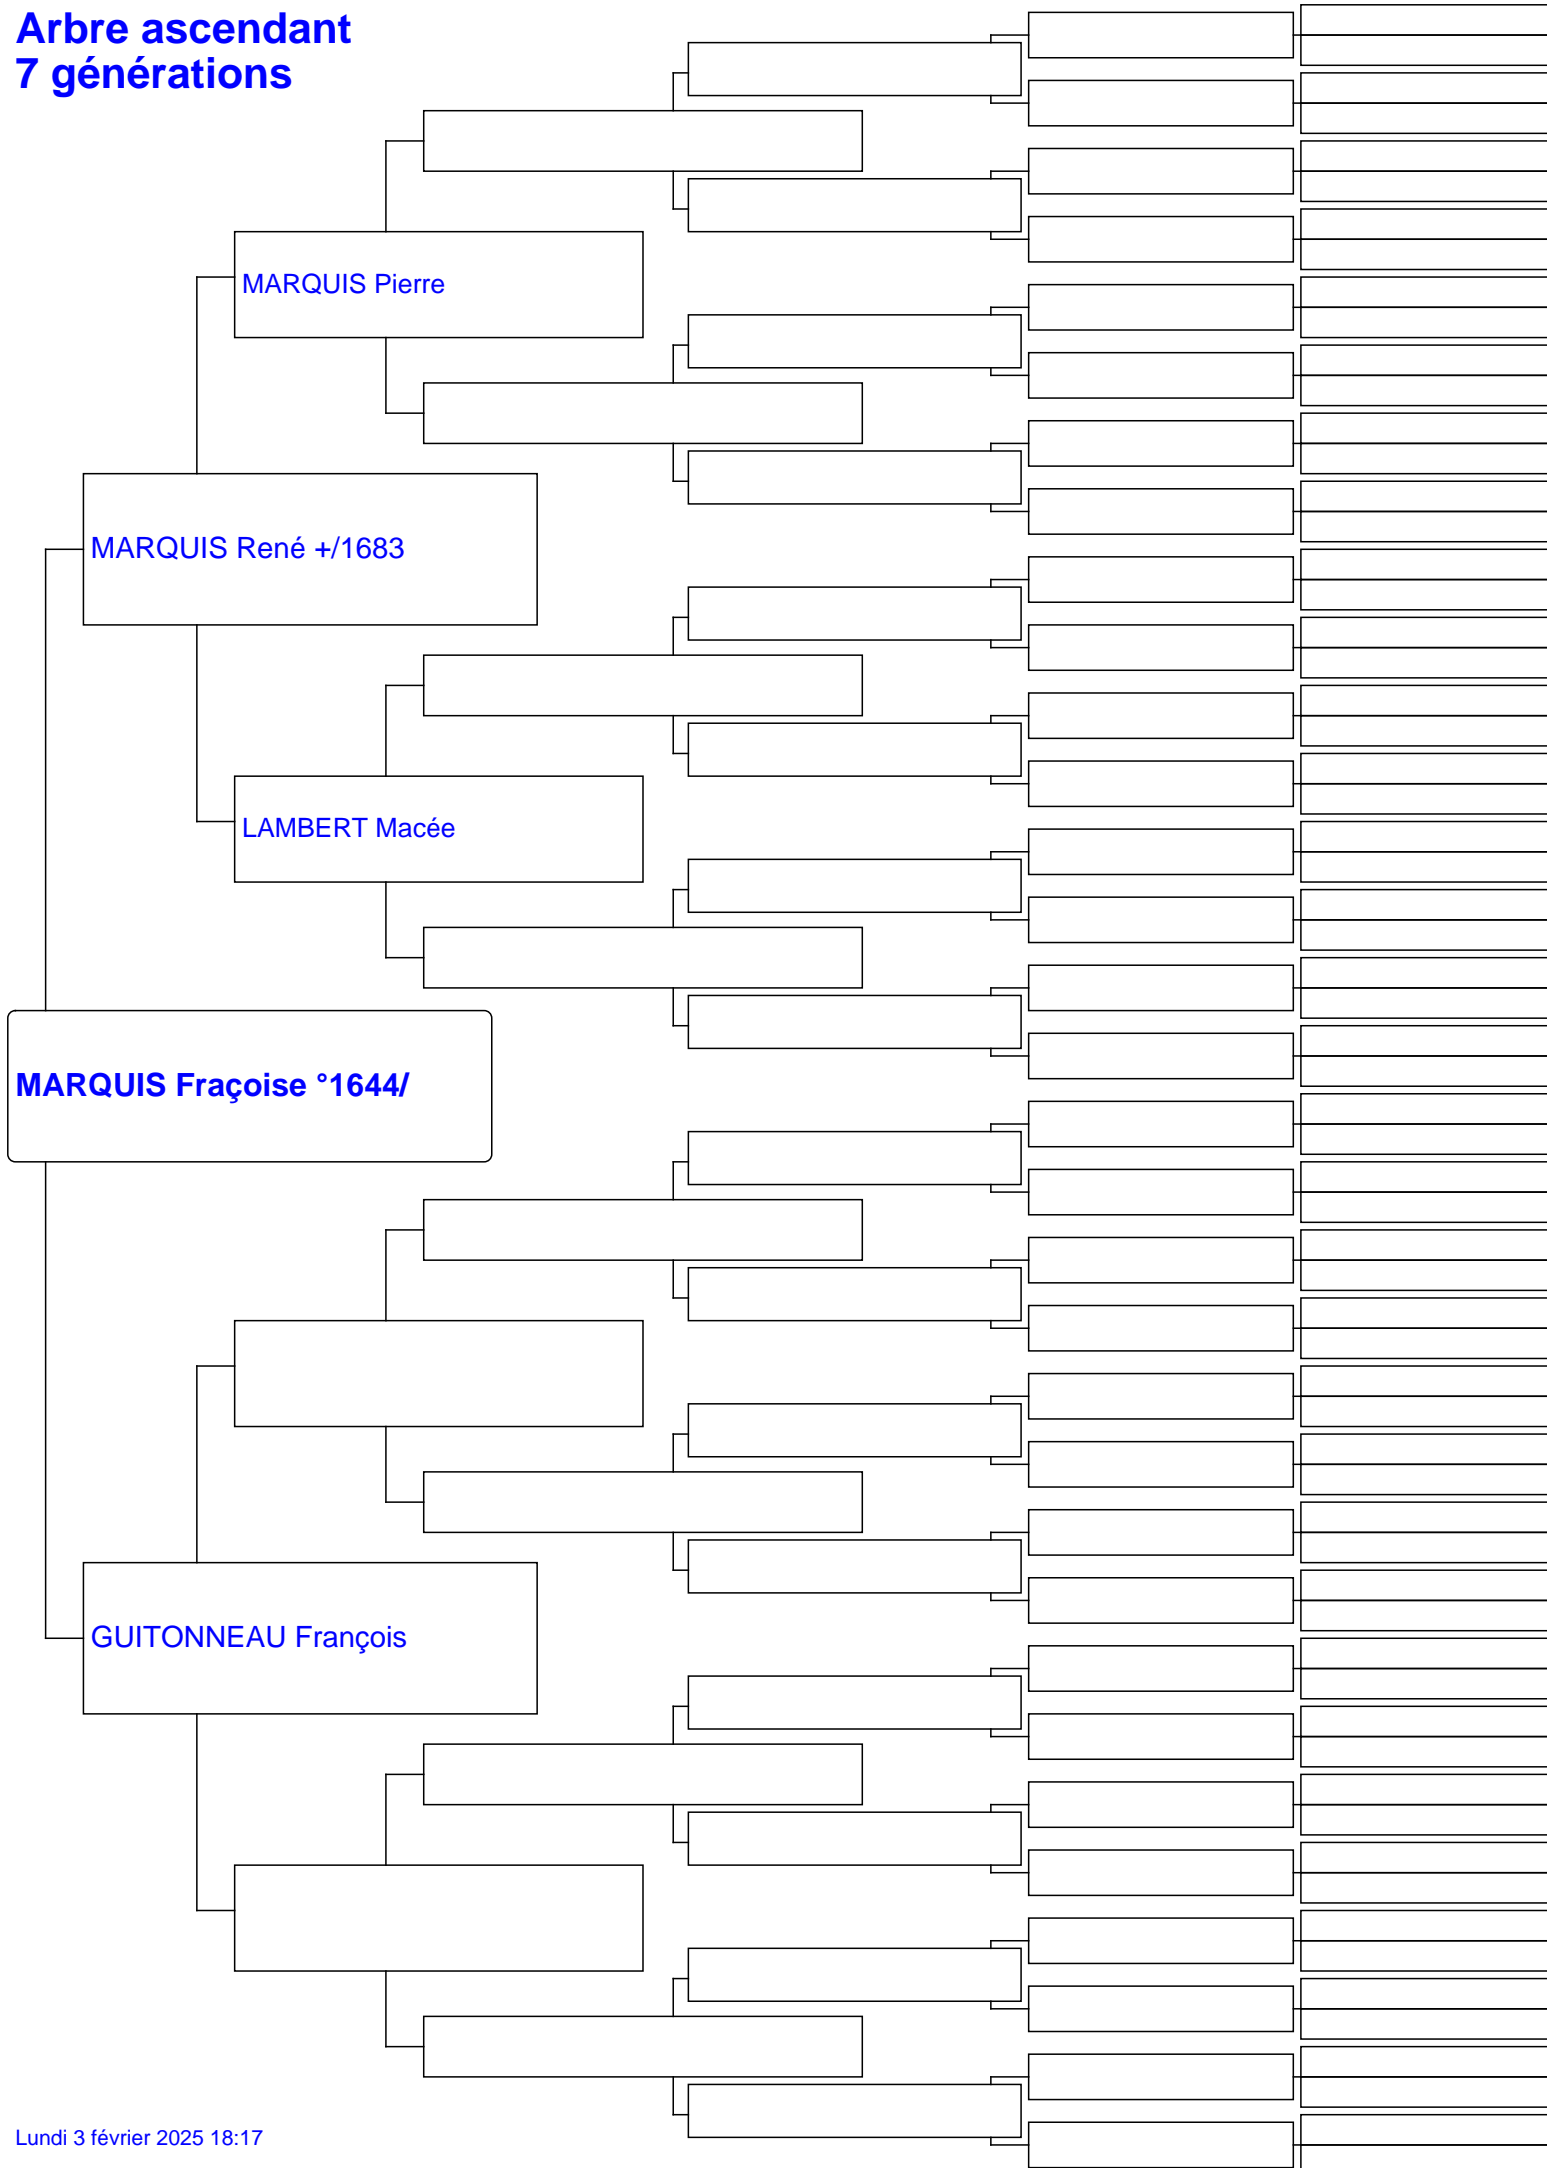 Arbre ascendant
7 générations
MARQUIS Pierre
MARQUIS René +/1683
LAMBERT Macée
MARQUIS Fraçoise °1644/
GUITONNEAU François
Lundi 3 février 2025 18:17